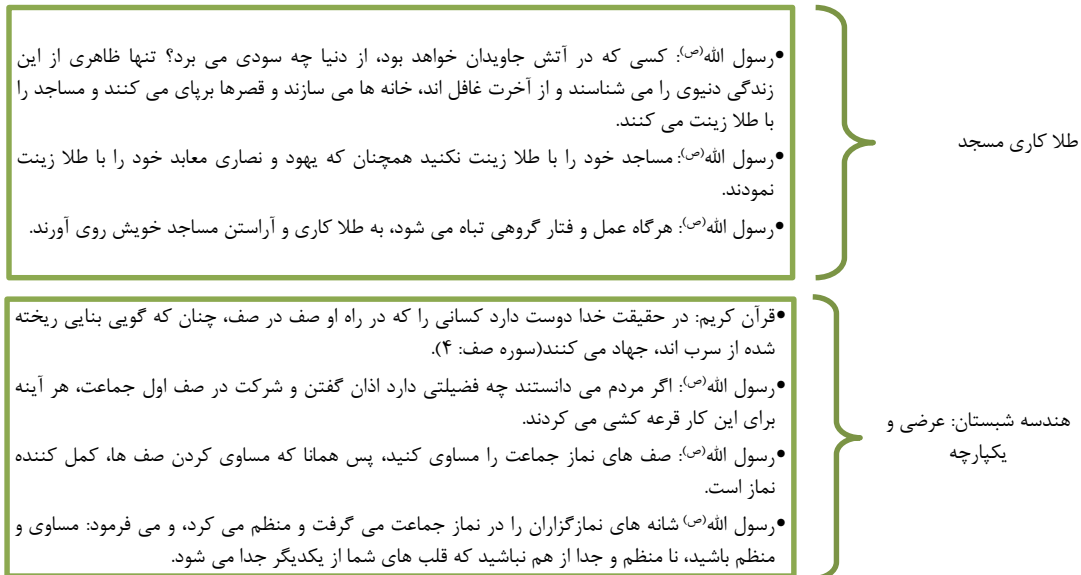 طلا کاری مسجد
•رسول الله(ص): کسی که در آتش جاویدان خواهد بود، از دنیا چه سودی می برد؟ تنها ظاهری از این
زندگی دنیوی را می شناسند و از آخرت غافل اند، خانه ها می سازند و قصرها برپای می کنند و مساجد را
با طلا زینت می کنند.
•رسول الله(ص): مساجد خود را با طلا زینت نکنید همچنان که یهود و نصاری معابد خود را با طلا زینت
نمودند.
•رسول الله(ص): هرگاه عمل و فتار گروهی تباه می شود، به طلا کاری و آراستن مساجد خویش روی آورند.
هندسه شبستان: عرضی و
یکپارچه
•قرآن کریم: در حقیقت خدا دوست دارد کسانی را که در راه او صف در صف، چنان که گویی بنایی ریخته
شده از سرب اند، جهاد می کنند(سوره صف: ۴).
•رسول الله(ص): اگر مردم می دانستند چه فضیلتی دارد اذان گفتن و شرکت در صف اول جماعت، هر آینه
برای این کار قرعه کشی می کردند.
•رسول الله(ص): صف های نماز جماعت را مساوی کنید، پس همانا که مساوی کردن صف ها، کمل کننده
نماز است.
•رسول الله(ص) شانه های نمازگزاران را در نماز جماعت می گرفت و منظم می کرد، و می فرمود: مساوی و
منظم باشید، نا منظم و جدا از هم نباشید که قلب های شما از یکدیگر جدا می شود.